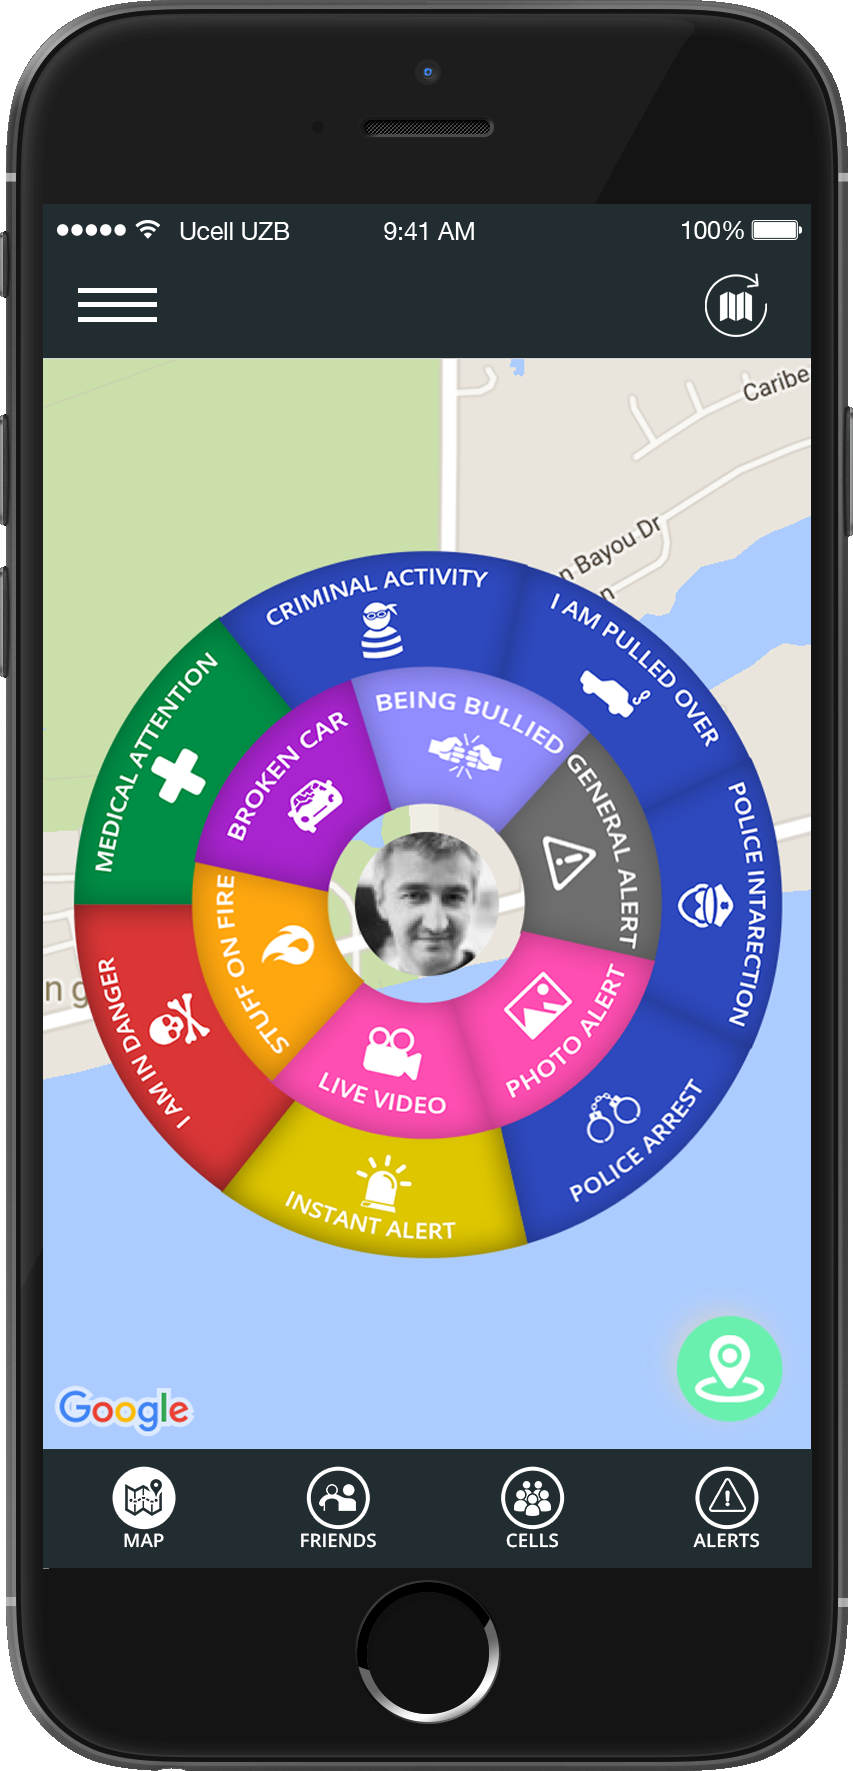 Ucell UZB
9:41 AM
100%
Caribe
n Bayou Dr
n
CRIMINAL ACTIVITY
I AM PULLED OVER
MEDICAL ATTENTION
BROKEN CAR
BEING BULLIED
GENERAL ALERT
POLICE INTARECTION
STUFF ON FIRE
I AM IN DANGER
ng
LIVE VIDEO
PHOTO ALERT
POLICE ARREST
INSTANT ALERT
Google
MAP
FRIENDS
CELLS
ALERTS